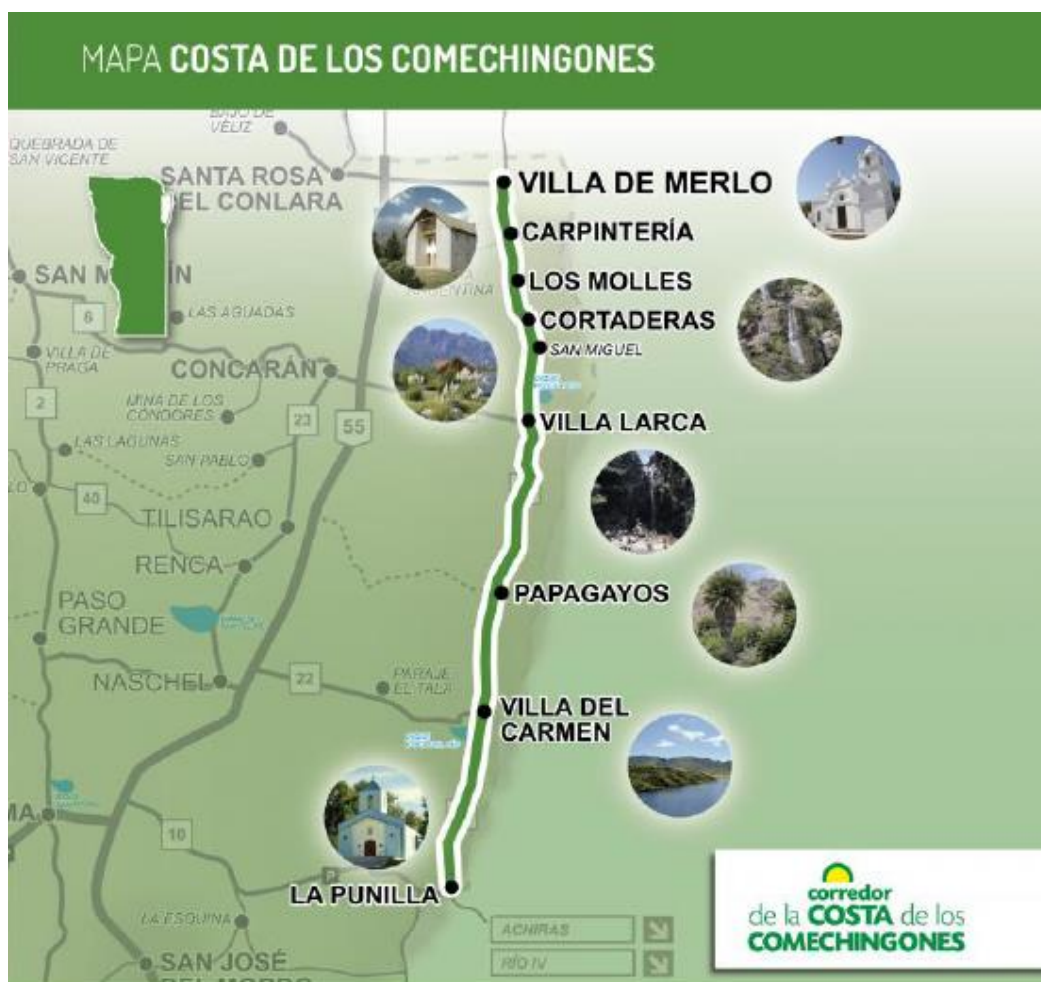 MAPA COSTA DE LOS COMECHINGONES
BAJO DE
VÉLIZ
QUEBRADA DE
SAN VICENTE
SANTA ROSA
DEL CONLARA
VILLA DE MERLO
CARPINTERÍA
SAN
LOS MOLLES
6
LAS AGUADAS
CORTADERAS
SAN MIGUEL
VILLA DE
PRAGA
CONCARÁN
2
MINA DE LOS
CÓNDORES
23
55
VILLA LARCA
LAS LAGUNAS
SAN PABLO
40
TILISARAO
RENCA
PAPAGAYOS
PASO
GRANDE
NASCHEL
22
PARAJE
EL TALA
VILLA DEL
CARMEN
10
LA PUNILLA
LA ESQUINA
ACHIRAS
RÍO IV
SAN JOSÉ
DEL MORRO
corredor
de la COSTA de los
COMECHINGONES